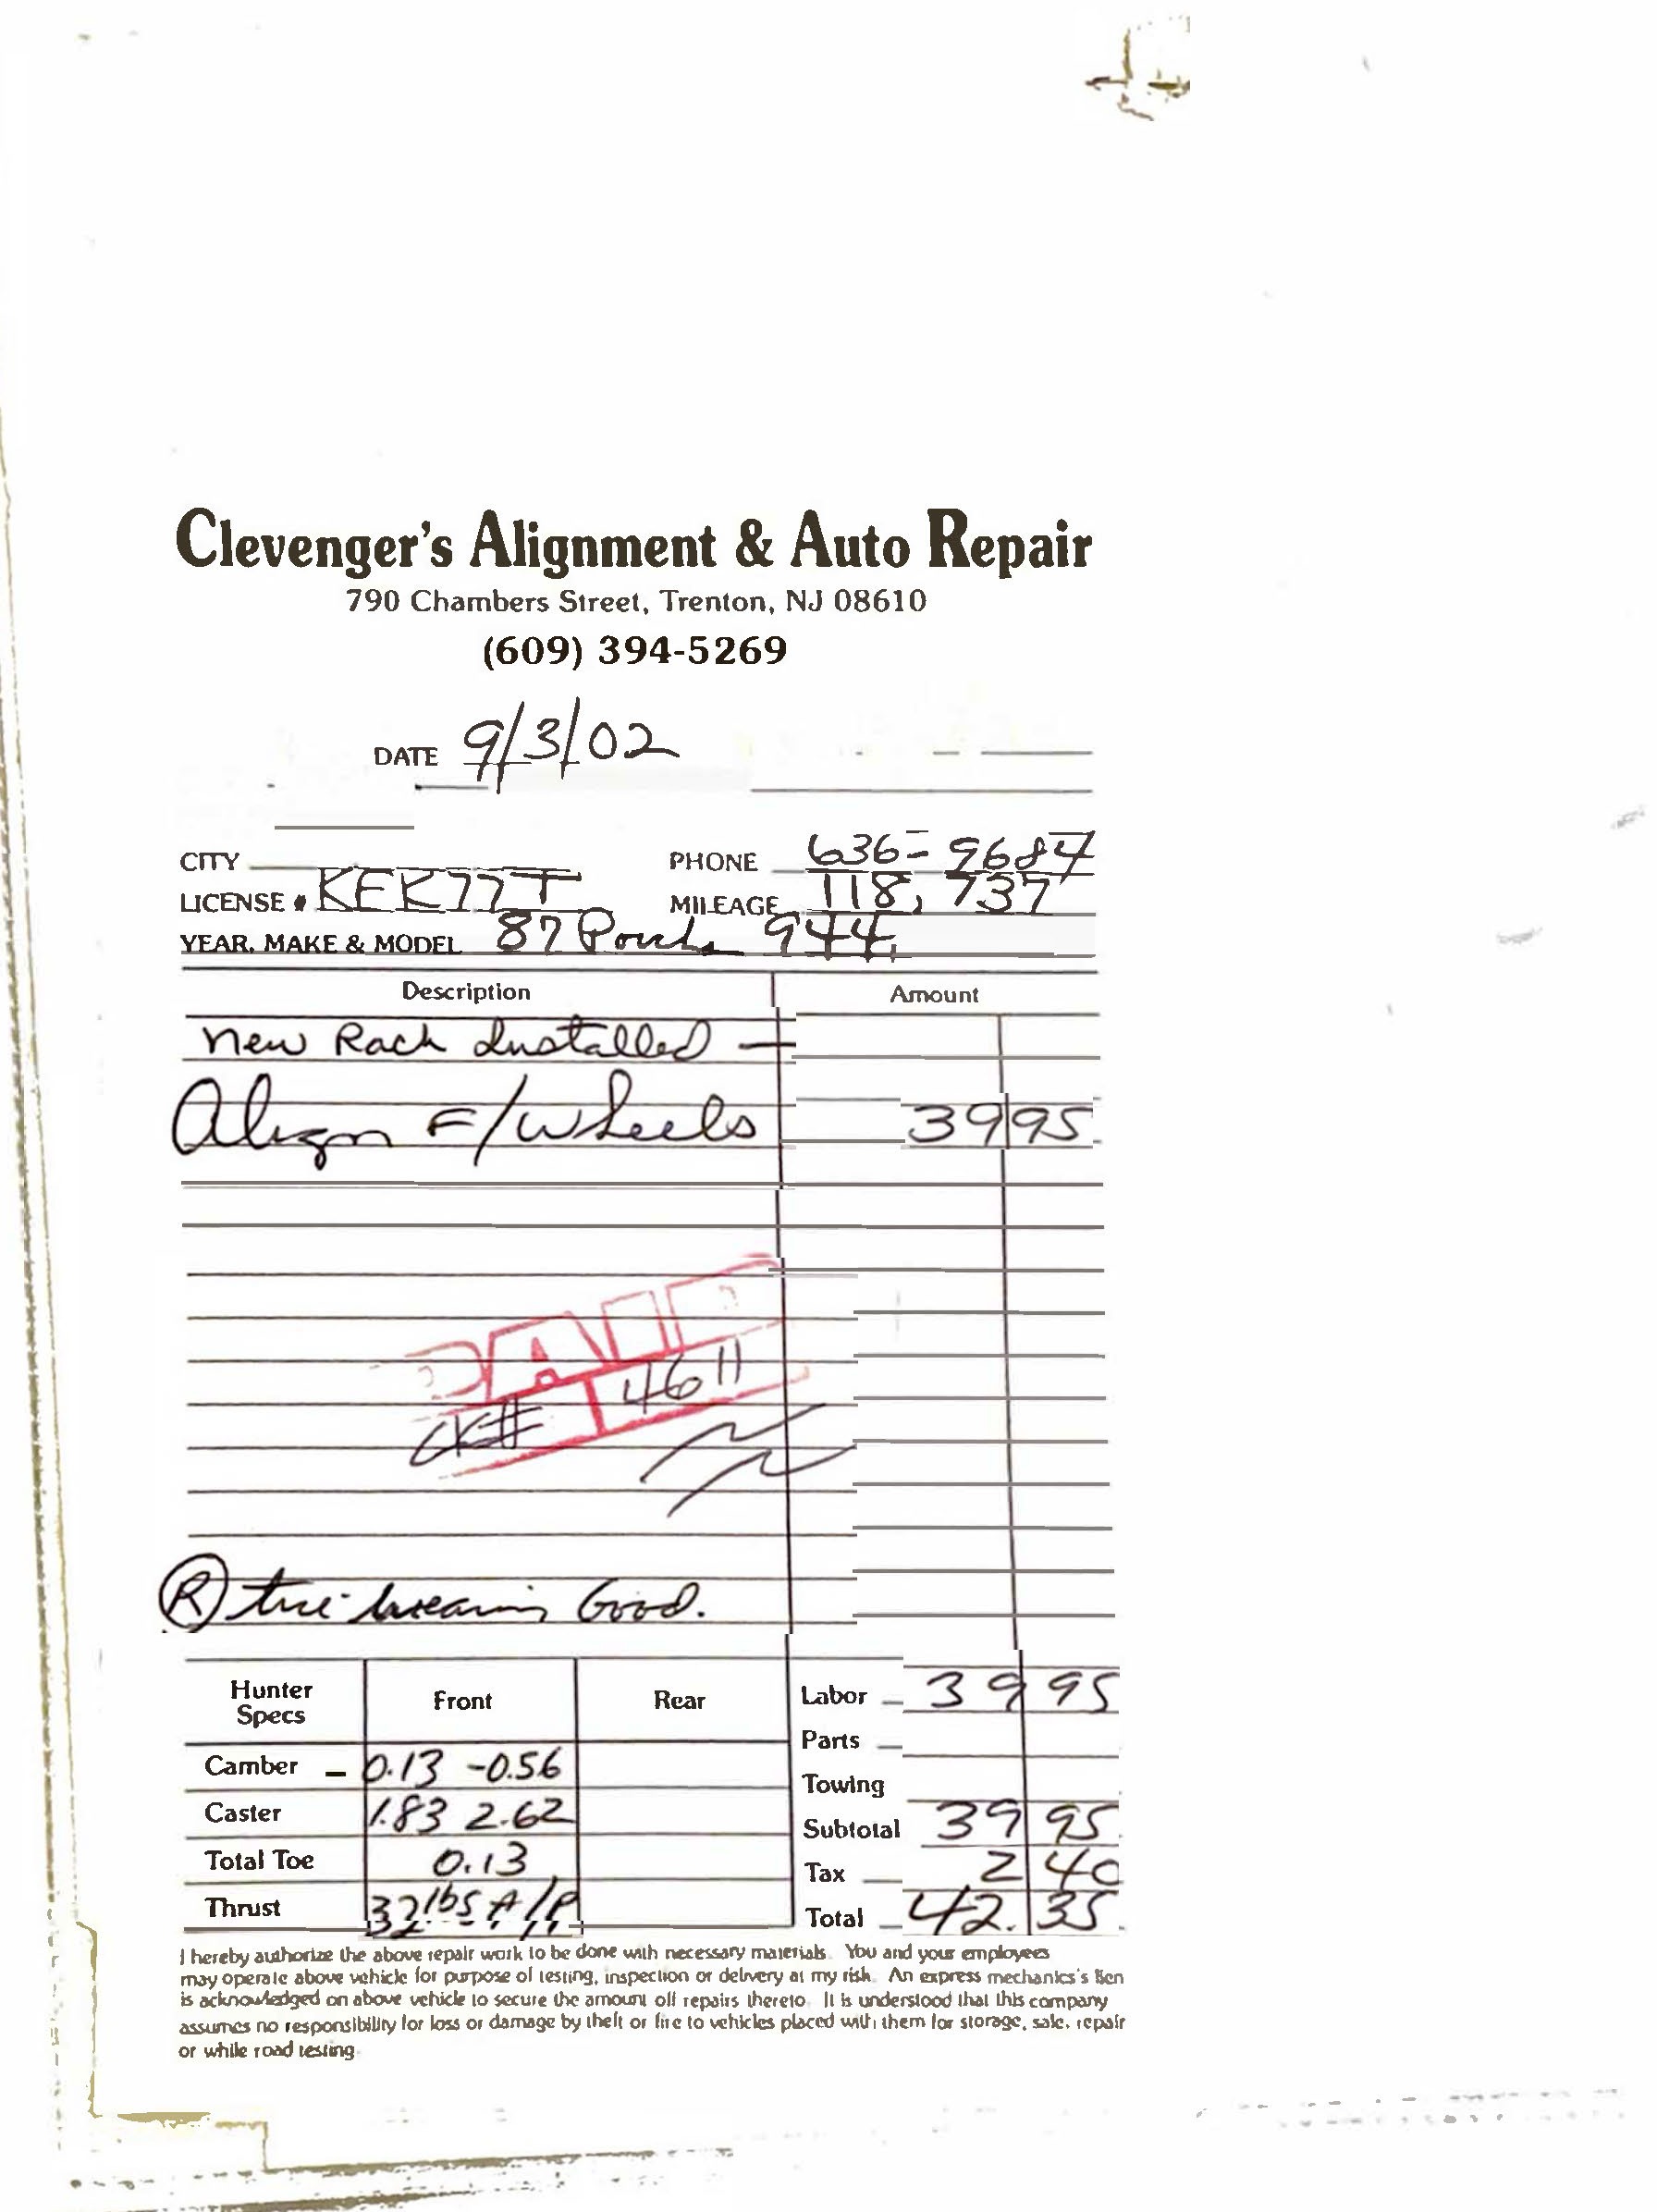 Clevenger's Alignment & Auto Repair
790 Chambers Street, Trenton, NJ 08610
(609) 394-5269
DATE 9/3/02
CITY PHONE 636-9684
LICENSE # KEK77T MILEAGE 118,737
YEAR, MAKE & MODEL 87 Porsche 944
Description Amount
New Rack Installed —
Align F/Wheels 39 95
PAID
CK# 4611
(R) tire wearing Good.
Hunter Specs Front Rear Labor 39 95
Parts
Camber -0.13 -0.56
Towing
Caster 1.83 2.62 Subtotal 39 95
Total Toe 0.13 Tax 2 40
Thrust 32 lbs A/P Total 42.35
I hereby authorize the above repair work to be done with necessary materials. You and your employees
may operate above vehicle for purpose of testing, inspection or delivery at my risk. An express mechanics's lien
is acknowledged on above vehicle to secure the amount off repairs thereto. It is understood that this company
assumes no responsibility for loss or damage by theft or fire to vehicles placed with them for storage, sale, repair
or while road testing